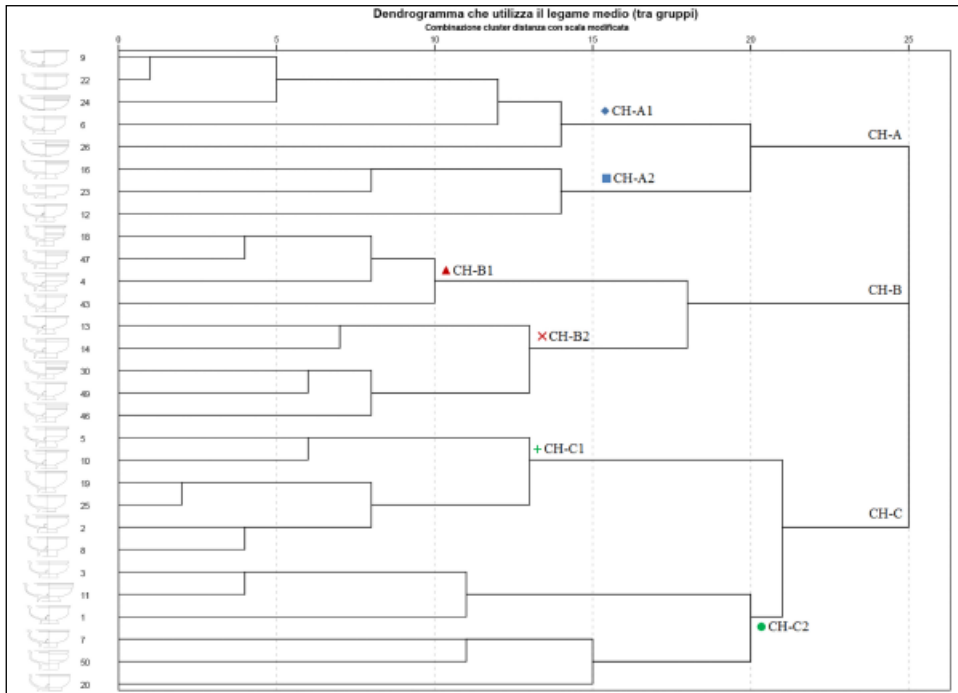 Dendrogramma che utilizza il legame medio (tra gruppi)
Combinazione cluster distanza con scala modificata
0 5 10 15 20 25
9
22
24
6
26
CH-A1
CH-A
16
23
CH-A2
12
18
47
CH-B1
4
43
CH-B
13
14
CH-B2
30
49
46
5
10
CH-C1
19
25
2
CH-C
8
3
11
1
CH-C2
7
50
20